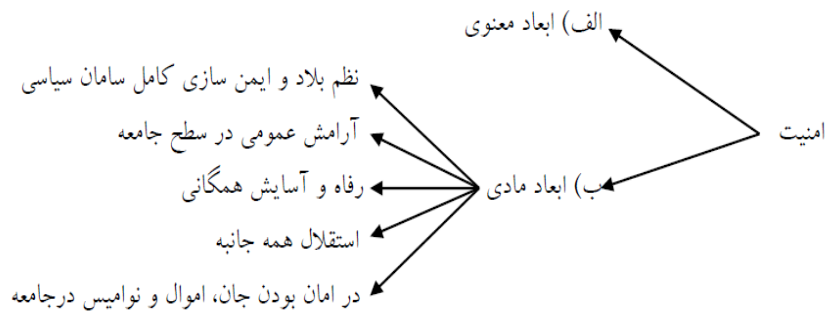 امنیت
الف) ابعاد معنوی
ب) ابعاد مادی
نظم بلاد و ایمن سازی کامل سامان سیاسی
آرامش عمومی در سطح جامعه
رفاه و آسایش همگانی
استقلال همه جانبه
در امان بودن جان، اموال و نوامیس درجامعه